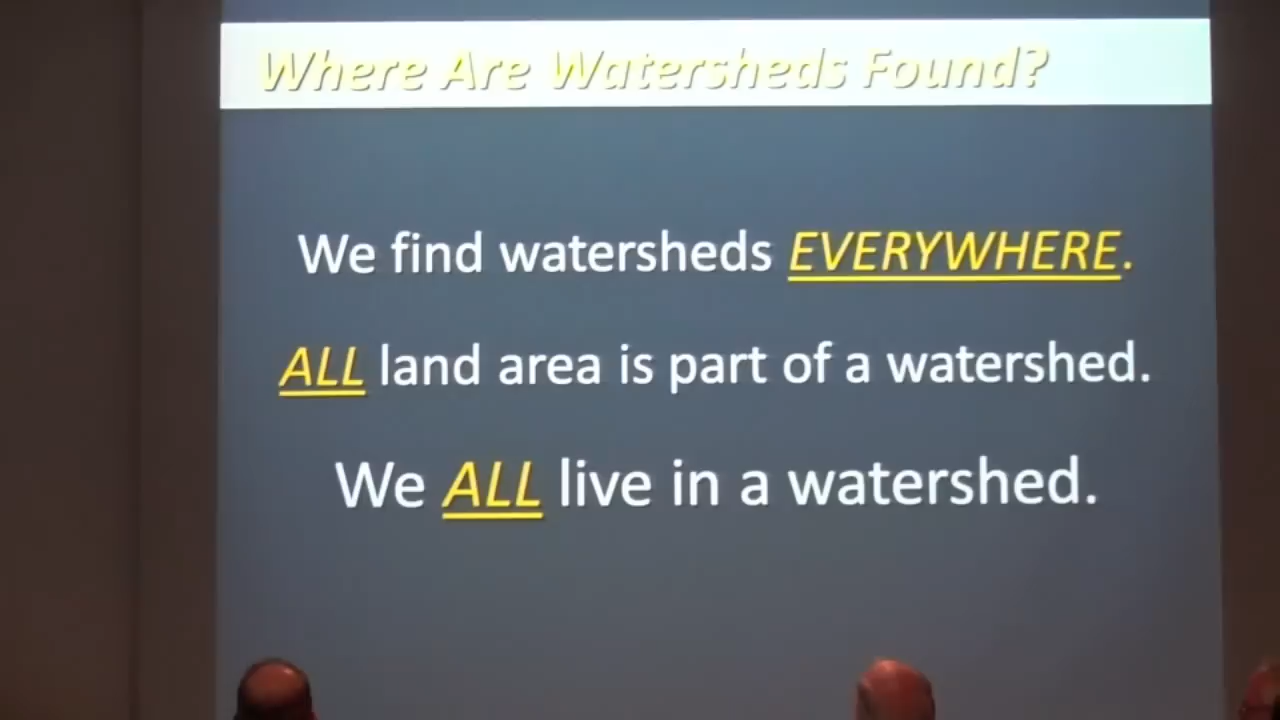 Where Are Watersheds Found?
We find watersheds EVERYWHERE.
ALL land area is part of a watershed.
We ALL live in a watershed.